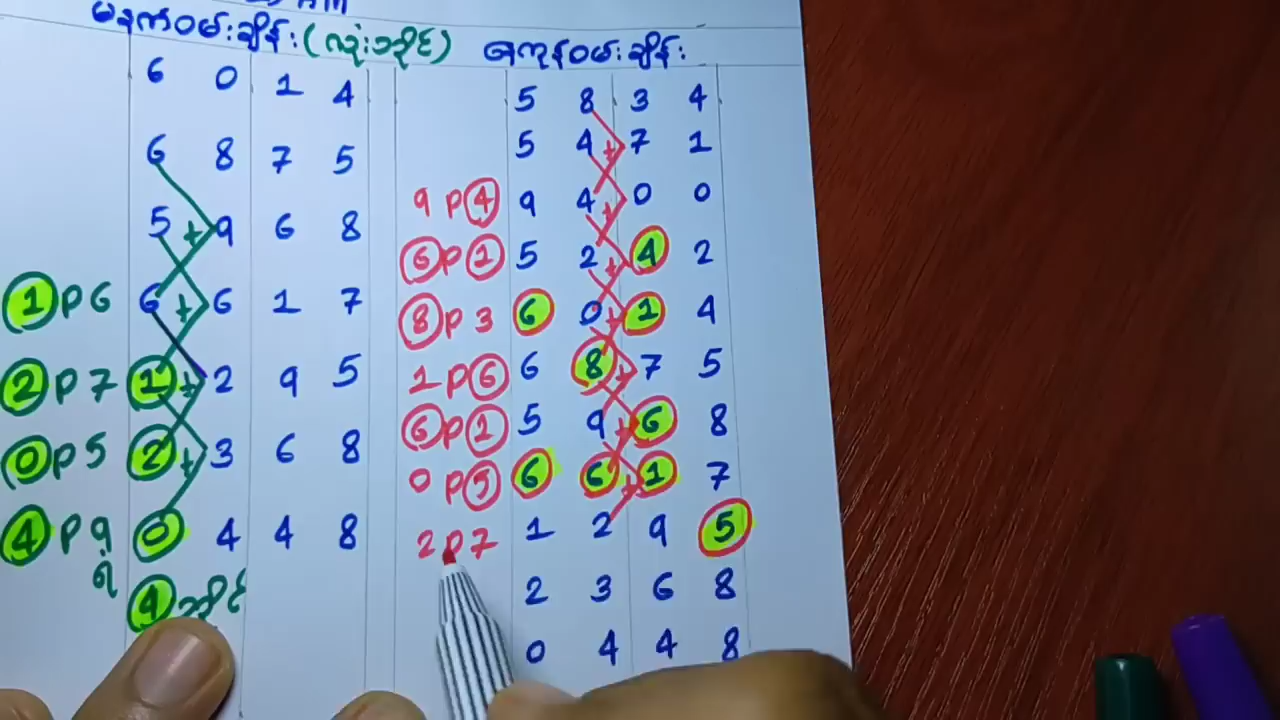 မနက်ဝမ်းချိန်း(လုံးဘိုင်) ညကုန်ဝမ်းချိန်း
6 0 1 4
6 8 7 5
5 + 9 6 8
1 P 6 6 + 6 1 7
2 P 7 1 + 2 9 5
0 P 5 2 + 3 6 8
4 P 9 0 4 4 8
ရဲ့
4 ဘိုင်
5 8 3 4
5 4 + 7 1
9 P 4 9 4 + 0 0
6 P 1 5 2 + 4 2
8 P 3 6 0 + 1 4
1 P 6 6 8 + 7 5
6 P 1 5 9 + 6 8
0 P 5 6 6 + 1 7
2 P 7 1 2 9 5
2 3 6 8
0 4 4 8